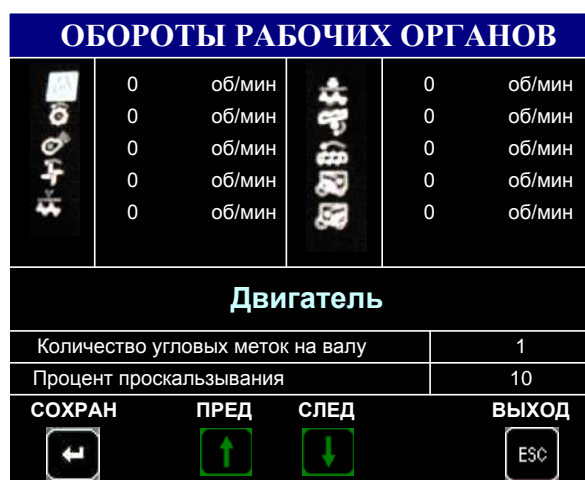 ОБОРОТЫ РАБОЧИХ ОРГАНОВ
0 об/мин 0 об/мин
0 об/мин 0 об/мин
0 об/мин 0 об/мин
0 об/мин 0 об/мин
0 об/мин 0 об/мин
Двигатель
Количество угловых меток на валу 1
Процент проскальзывания 10
СОХРАН ПРЕД СЛЕД ВЫХОД
ESC